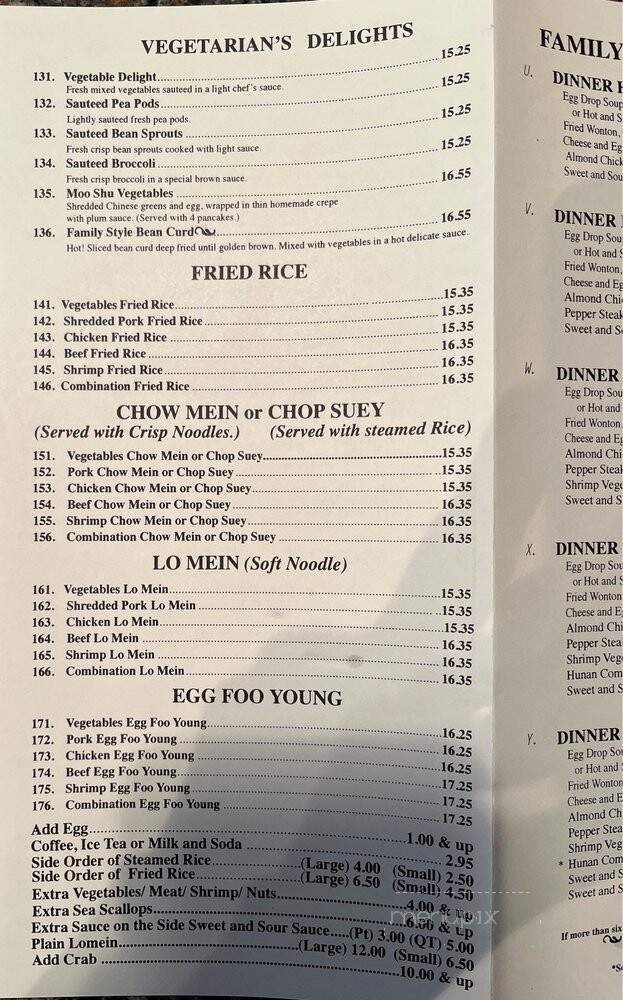 VEGETARIAN'S DELIGHTS
131. Vegetable Delight 15.25
Fresh mixed vegetables sauteed in a light chef's sauce.
132. Sauteed Pea Pods 15.25
Lightly sauteed fresh pea pods.
133. Sauteed Bean Sprouts 15.25
Fresh crisp bean sprouts cooked with light sauce.
134. Sauteed Broccoli 15.25
Fresh crisp broccoli in a special brown sauce.
135. Moo Shu Vegetables 16.55
Shredded Chinese greens and egg, wrapped in thin homemade crepe
with plum sauce. (Served with 4 pancakes.)
136. Family Style Bean Curd 16.55
Hot! Sliced bean curd deep fried until golden brown. Mixed with vegetables in a hot delicate sauce.
FRIED RICE
141. Vegetables Fried Rice 15.35
142. Shredded Pork Fried Rice 15.35
143. Chicken Fried Rice 15.35
144. Beef Fried Rice 16.35
145. Shrimp Fried Rice 16.35
146. Combination Fried Rice 16.35
CHOW MEIN or CHOP SUEY
(Served with Crisp Noodles.) (Served with steamed Rice)
151. Vegetables Chow Mein or Chop Suey 15.35
152. Pork Chow Mein or Chop Suey 15.35
153. Chicken Chow Mein or Chop Suey 15.35
154. Beef Chow Mein or Chop Suey 16.35
155. Shrimp Chow Mein or Chop Suey 16.35
156. Combination Chow Mein or Chop Suey 16.35
LO MEIN (Soft Noodle)
161. Vegetables Lo Mein 15.35
162. Shredded Pork Lo Mein 15.35
163. Chicken Lo Mein 15.35
164. Beef Lo Mein 16.35
165. Shrimp Lo Mein 16.35
166. Combination Lo Mein 16.35
EGG FOO YOUNG
171. Vegetables Egg Foo Young 16.25
172. Pork Egg Foo Young 16.25
173. Chicken Egg Foo Young 16.25
174. Beef Egg Foo Young 17.25
175. Shrimp Egg Foo Young 17.25
176. Combination Egg Foo Young 17.25
Add Egg 1.00 & up
Coffee, Ice Tea or Milk and Soda 2.95
Side Order of Steamed Rice (Large) 4.00 (Small) 2.50
Side Order of Fried Rice (Large) 6.50 (Small) 4.50
Extra Vegetables/ Meat/ Shrimp/ Nuts 4.00 & up
Extra Sea Scallops 6.00 & up
Extra Sauce on the Side Sweet and Sour Sauce (Pt) 3.00 (QT) 5.00
Plain Lomein (Large) 12.00 (Small) 6.50
Add Crab 10.00 & up
menupix
FAMILY
U. DINNER
Egg Drop Soup
or Hot and S
Fried Wonton,
Cheese and Eg
Almond Chick
Sweet and Sou
V. DINNER
Egg Drop Sou
or Hot and S
Fried Wonton,
Cheese and Eg
Almond Chi
Pepper Steak
Sweet and S
W. DINNER
Egg Drop Sou
or Hot and
Fried Wonton
Cheese and Eg
Almond Chi
Pepper Steak
Shrimp Vege
Sweet and S
X. DINNER
Egg Drop Sou
or Hot and S
Fried Wonton
Cheese and E
Almond Chi
Pepper Steak
Shrimp Vege
Hunan Com
Sweet and S
Y. DINNER
Egg Drop Sou
or Hot and
Fried Wonton
Cheese and E
Almond Ch
Pepper Stea
Shrimp Veg
* Hunan Com
Sweet and S
Sweet and S
If more than six